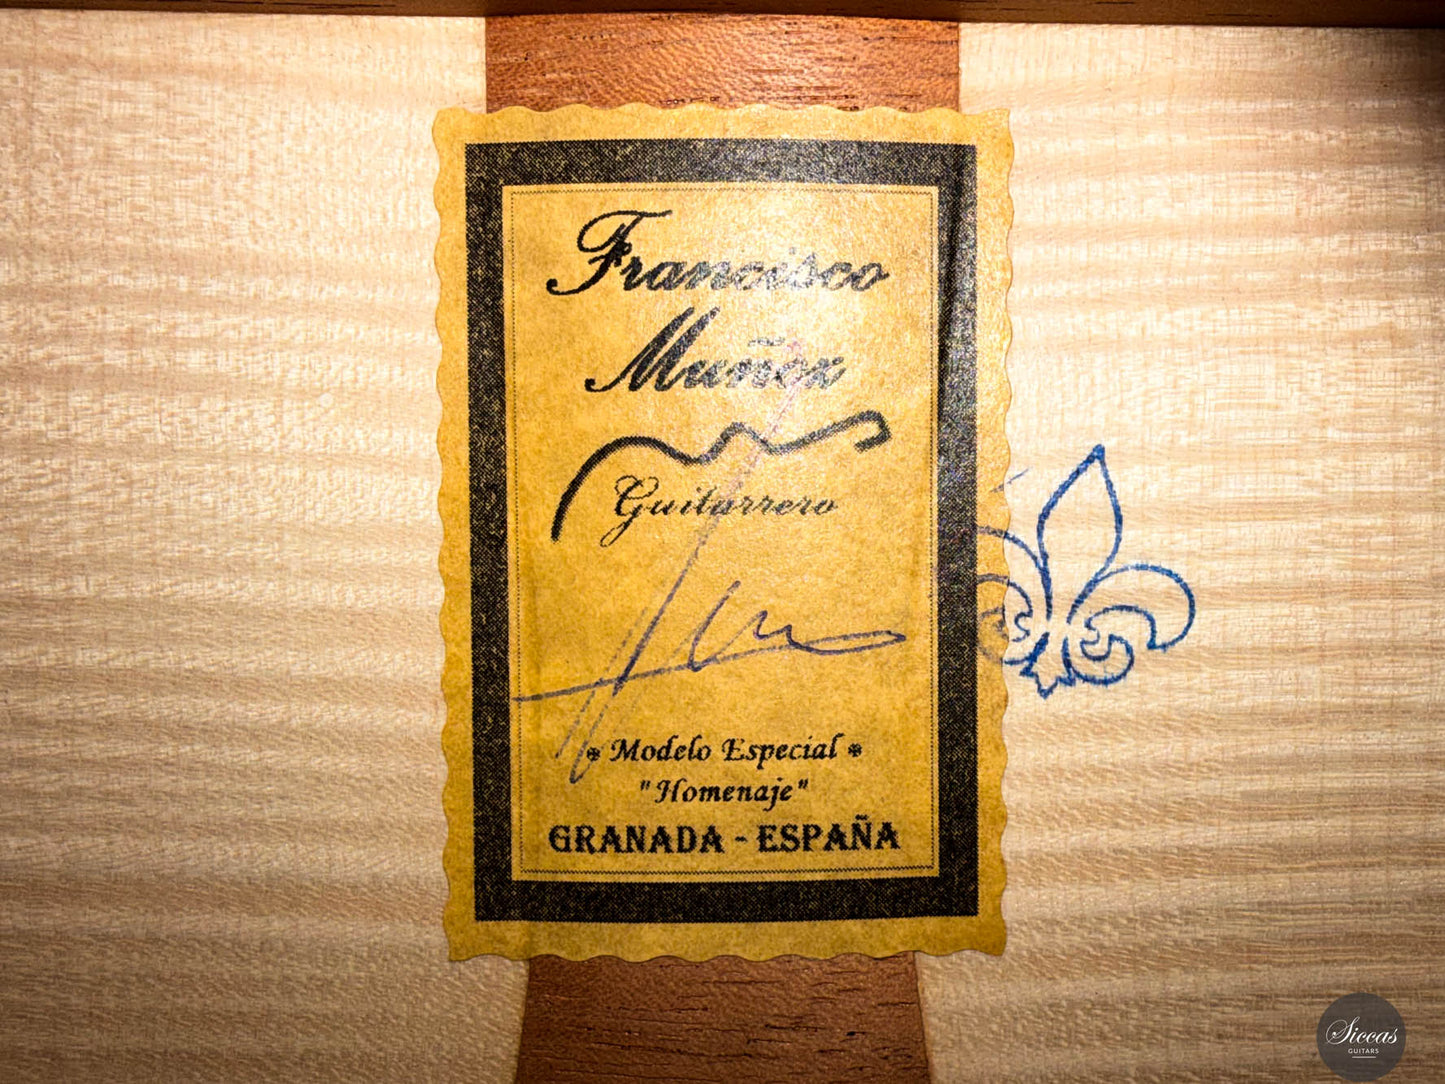 Francisco
Muñoz
Guitarrero
Modelo Especial
"Homenaje"
GRANADA - ESPAÑA
Siccas
GUITARS